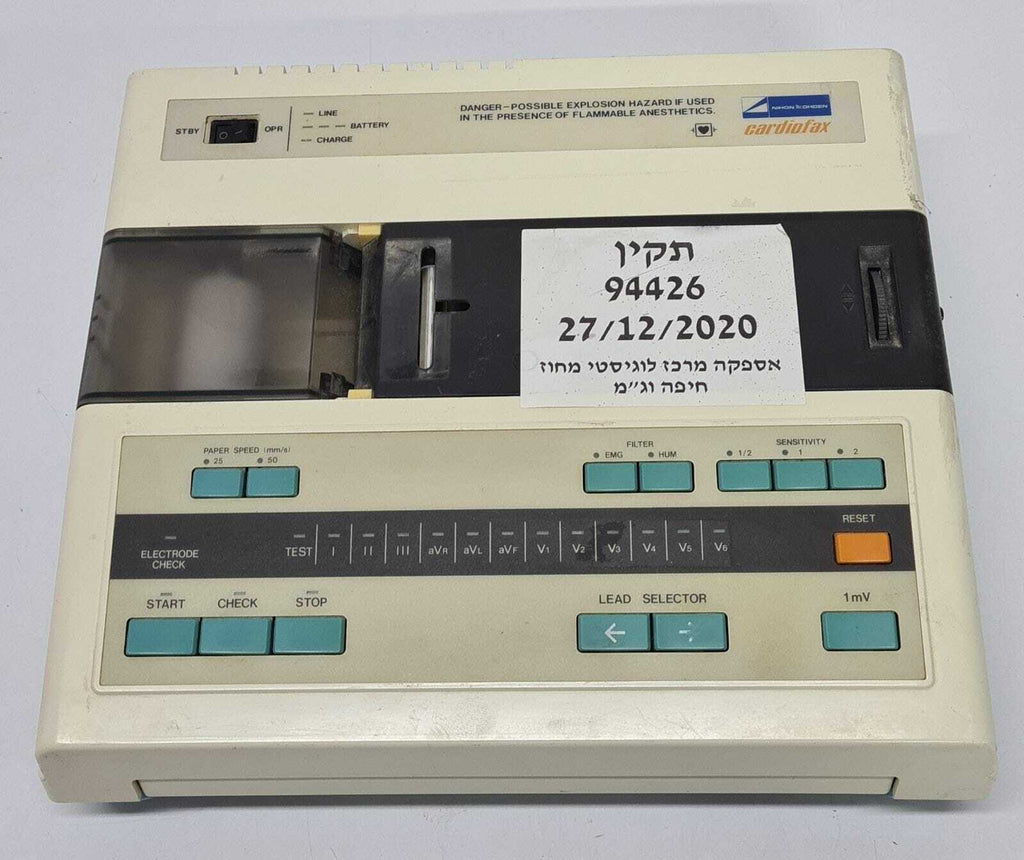 STBY
OPR
LINE
BATTERY
CHARGE
DANGER–POSSIBLE EXPLOSION HAZARD IF USED
IN THE PRESENCE OF FLAMMABLE ANESTHETICS.
NIHON KOHDEN
cardiofax
תקין
94426
27/12/2020
אספקה מרכז לוגיסטי מחוז
חיפה וג״מ
PAPER SPEED (mm/s)
25 50
FILTER
EMG HUM
SENSITIVITY
1/2 1 2
RESET
ELECTRODE
CHECK
TEST I II III aVR aVL aVF V1 V2 V3 V4 V5 V6
START CHECK STOP
LEAD SELECTOR
← →
1mV